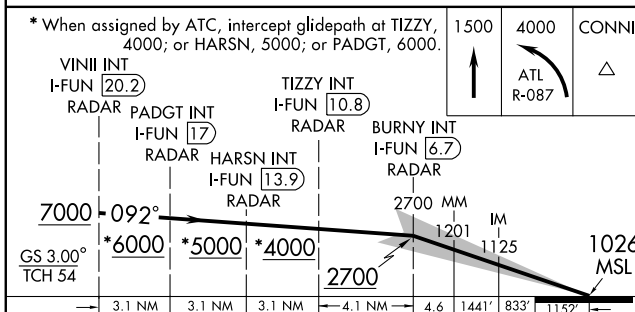 * When assigned by ATC, intercept glidepath at TIZZY,
4000; or HARSN, 5000; or PADGT, 6000.
1500
4000
ATL
R-087
CONNI
VINII INT
I-FUN 20.2
RADAR
PADGT INT
I-FUN 17
RADAR
HARSN INT
I-FUN 13.9
RADAR
TIZZY INT
I-FUN 10.8
RADAR
BURNY INT
I-FUN 6.7
RADAR
7000
092°
*6000
*5000
*4000
2700
2700
MM
1201
IM
1125
1026
MSL
GS 3.00°
TCH 54
3.1 NM
3.1 NM
3.1 NM
4.1 NM
4.6
1441'
833'
1152'